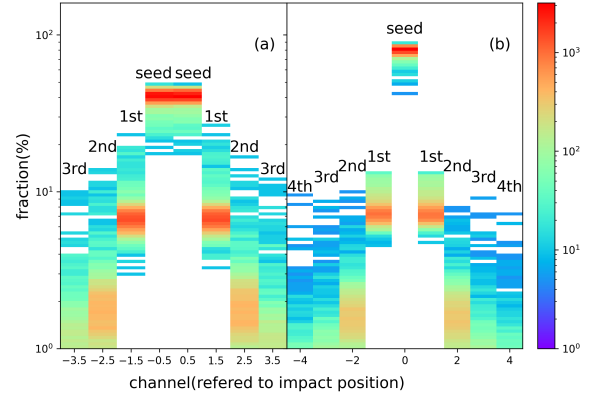 (a)
(b)
seed
seed seed
1st
1st
2nd
2nd
3rd
3rd
1st
1st
2nd
2nd
3rd
3rd
4th
4th
10²
10¹
10⁰
fraction(%)
−3.5 −2.5 −1.5 −0.5 0.5 1.5 2.5 3.5
−4 −2 0 2 4
channel(refered to impact position)
10³
10²
10¹
10⁰